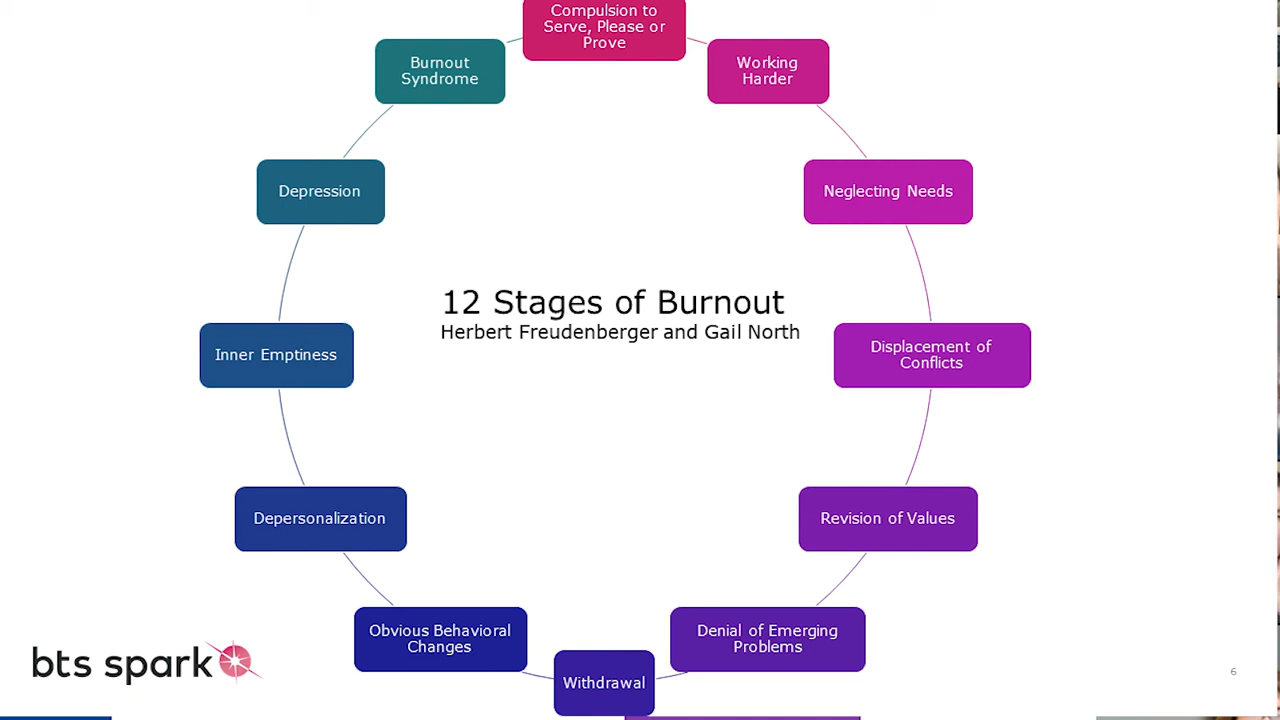 Compulsion to
Serve, Please or
Prove
Working
Harder
Neglecting Needs
Displacement of
Conflicts
Revision of Values
Denial of Emerging
Problems
Withdrawal
Obvious Behavioral
Changes
Depersonalization
Inner Emptiness
Depression
Burnout
Syndrome
12 Stages of Burnout
Herbert Freudenberger and Gail North
bts spark
6